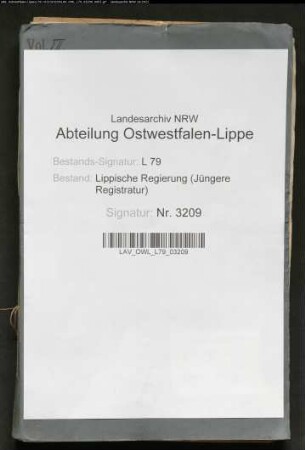 Vol. II
Landesarchiv NRW
Abteilung Ostwestfalen-Lippe
Bestands-Signatur: L 79
Bestand: Lippische Regierung (Jüngere
Registratur)
Signatur: Nr. 3209
LAV_OWL_L79_03209